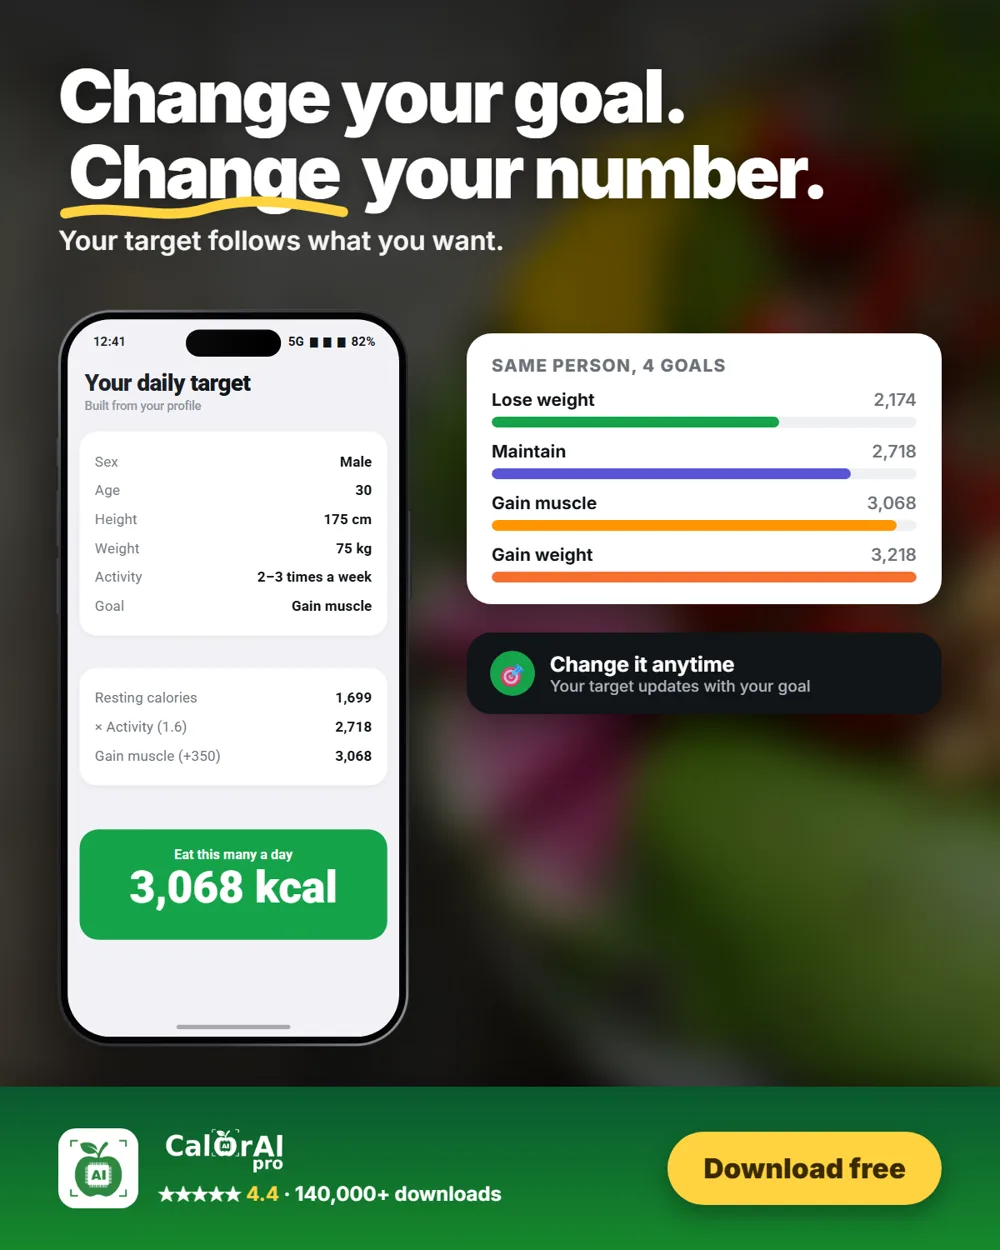 Change your goal.
Change your number.
Your target follows what you want.
12:41
5G 82%
Your daily target
Built from your profile
Sex Male
Age 30
Height 175 cm
Weight 75 kg
Activity 2–3 times a week
Goal Gain muscle
Resting calories 1,699
× Activity (1.6) 2,718
Gain muscle (+350) 3,068
Eat this many a day
3,068 kcal
SAME PERSON, 4 GOALS
Lose weight 2,174
Maintain 2,718
Gain muscle 3,068
Gain weight 3,218
Change it anytime
Your target updates with your goal
AI
CalorAI
pro
★★★★★ 4.4 · 140,000+ downloads
Download free